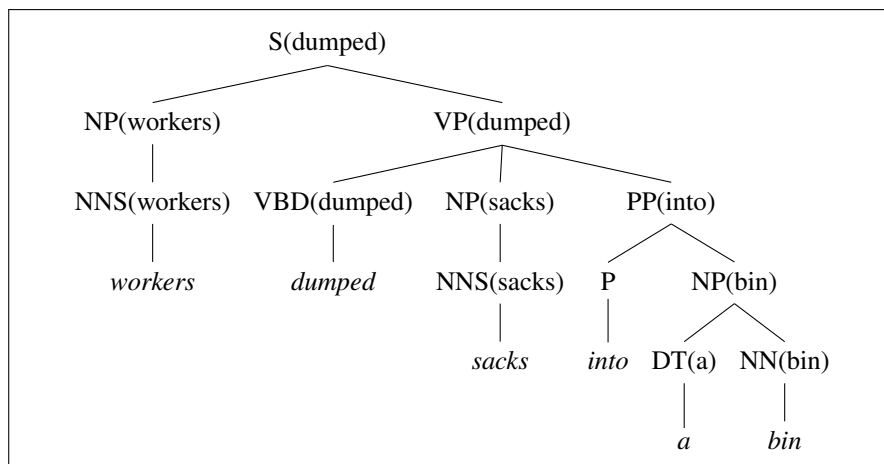 S(dumped)
NP(workers) VP(dumped)
NNS(workers) VBD(dumped) NP(sacks) PP(into)
workers dumped NNS(sacks) P NP(bin)
sacks into DT(a) NN(bin)
a bin